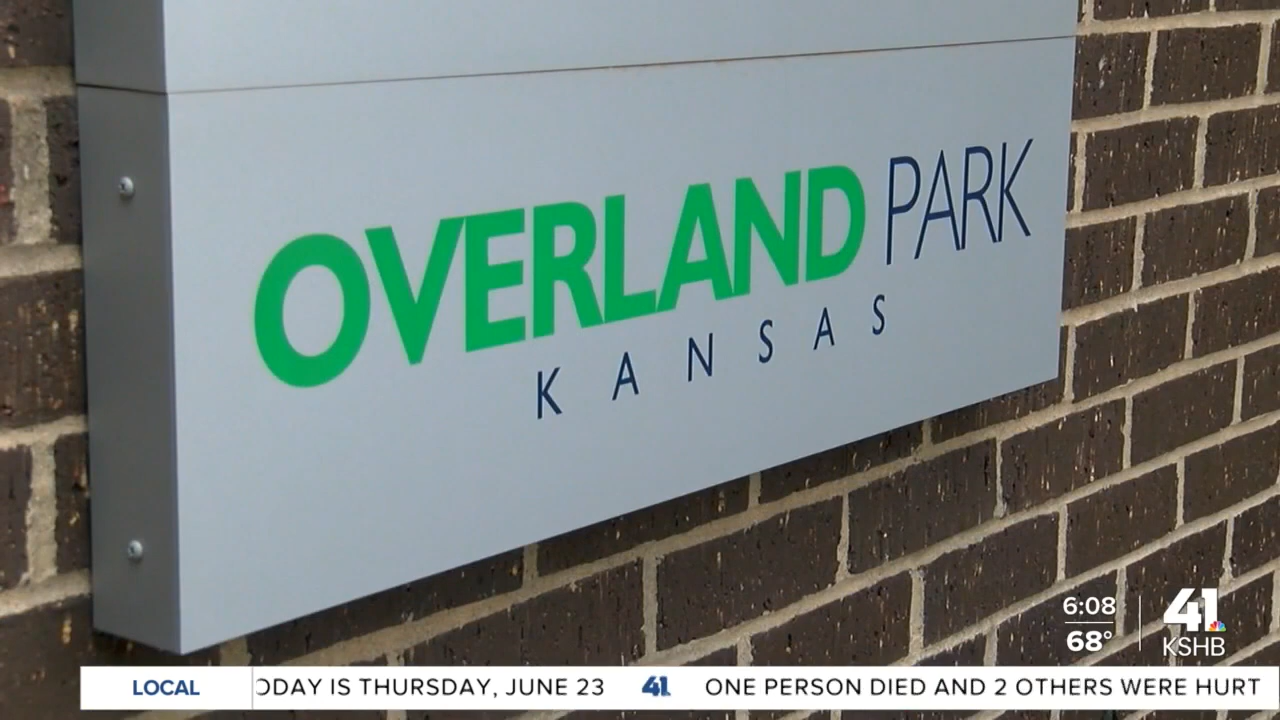 OVERLAND PARK
KANSAS
6:08
68°
41
KSHB
LOCAL
ODAY IS THURSDAY, JUNE 23 41 ONE PERSON DIED AND 2 OTHERS WERE HURT